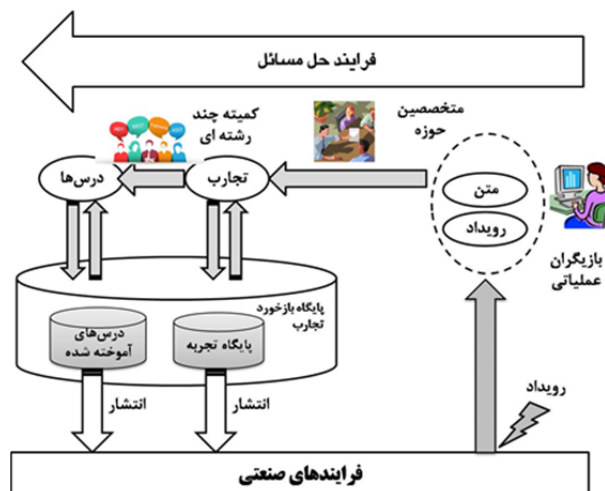 فرایند حل مسائل
متخصصین
حوزه
کمیته چند
رشته ای
متن
رویداد
تجارب
درس‌ها
بازیگران
عملیاتی
پایگاه بازخورد
تجارب
پایگاه تجربه
درس‌های
آموخته شده
رویداد
انتشار
انتشار
فرایندهای صنعتی